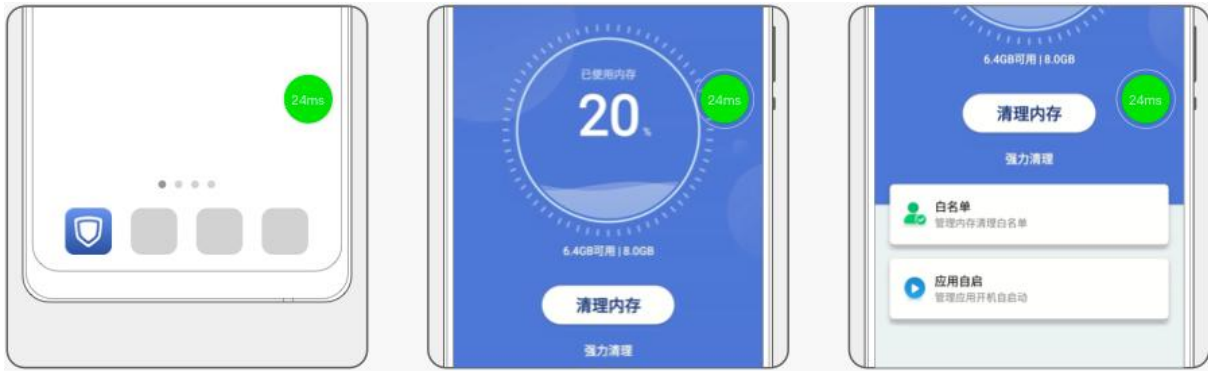 24ms
已使用内存
20%
24ms
6.4GB可用 | 8.0GB
清理内存
强力清理
6.4GB可用 | 8.0GB
24ms
清理内存
强力清理
白名单
管理内存清理白名单
应用自启
管理应用开机自启动